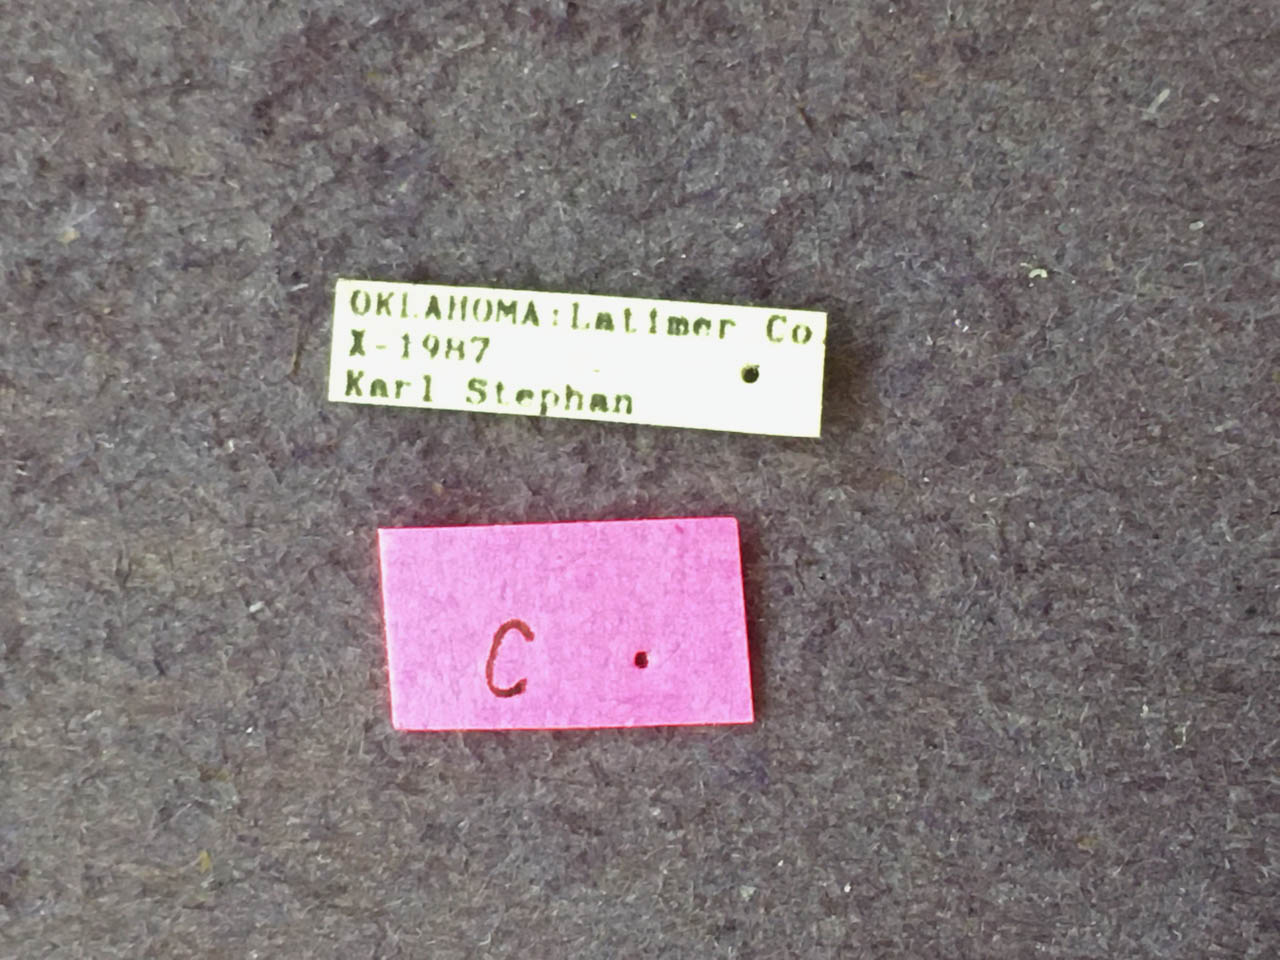 OKLAHOMA:Latimer Co
X-1987
Karl Stephan
C